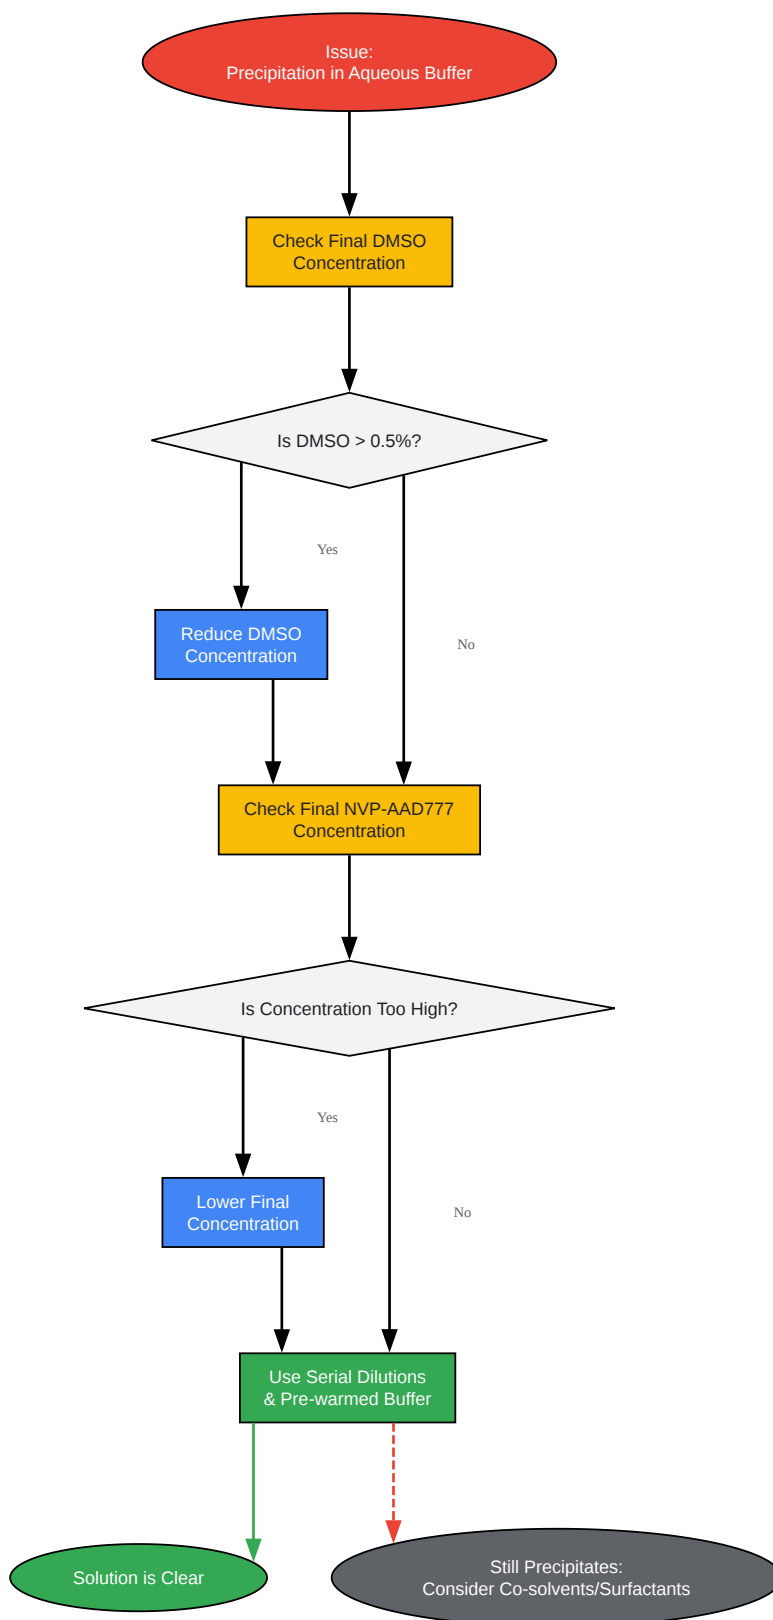 Issue:
Precipitation in Aqueous Buffer
Check Final DMSO
Concentration
Is DMSO > 0.5%?
Yes
Reduce DMSO
Concentration
No
Check Final NVP-AAD777
Concentration
Is Concentration Too High?
Yes
Lower Final
Concentration
No
Use Serial Dilutions
& Pre-warmed Buffer
Solution is Clear
Still Precipitates:
Consider Co-solvents/Surfactants